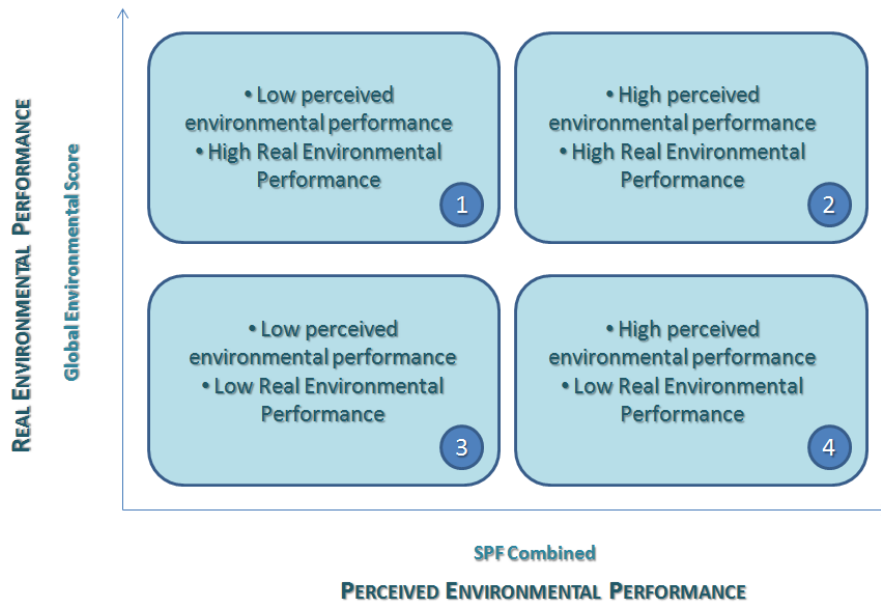 REAL ENVIRONMENTAL PERFORMANCE
Global Environmental Score
• Low perceived
environmental performance
• High Real Environmental
Performance
1
• High perceived
environmental performance
• High Real Environmental
Performance
2
• Low perceived
environmental performance
• Low Real Environmental
Performance
3
• High perceived
environmental performance
• Low Real Environmental
Performance
4
SPF Combined
PERCEIVED ENVIRONMENTAL PERFORMANCE